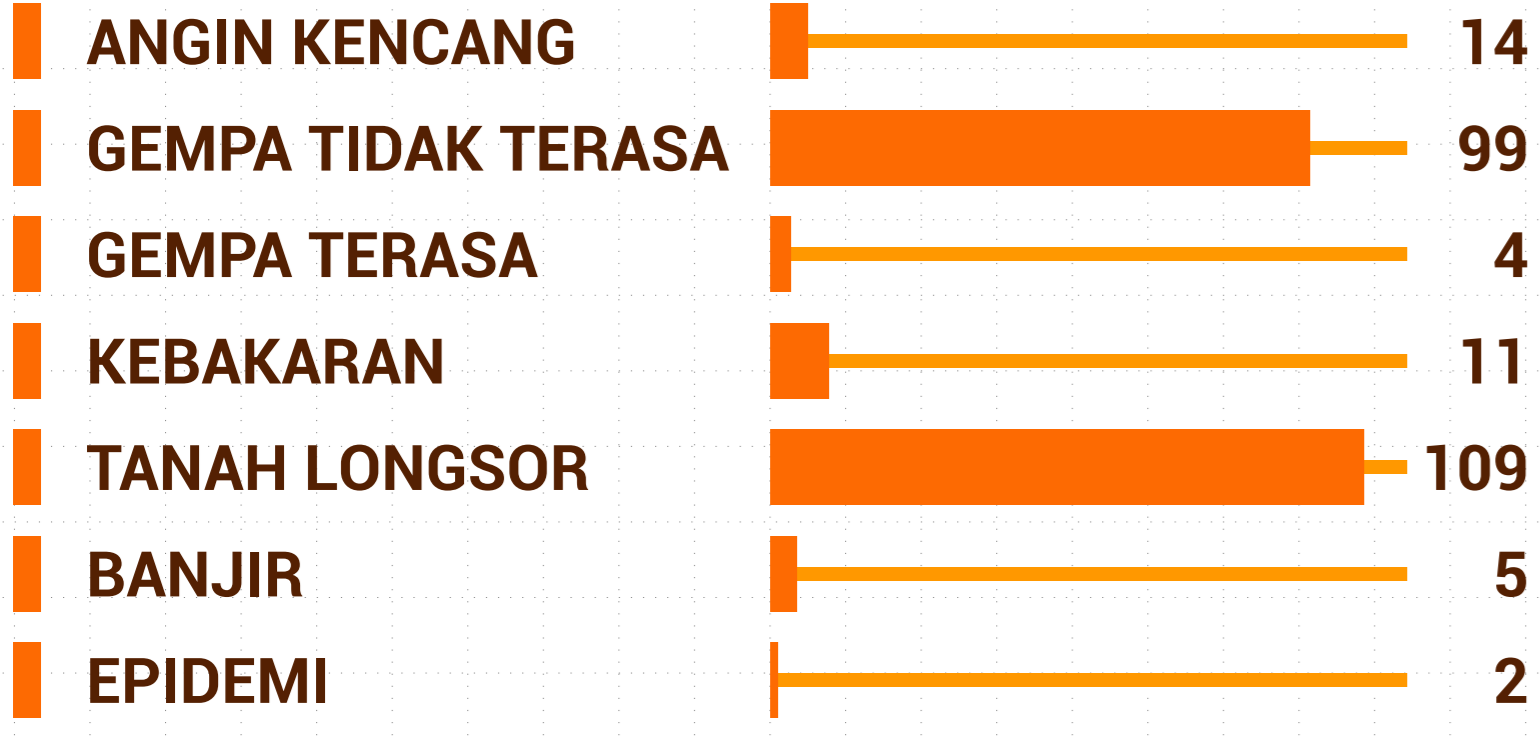 ANGIN KENCANG 14
GEMPA TIDAK TERASA 99
GEMPA TERASA 4
KEBAKARAN 11
TANAH LONGSOR 109
BANJIR 5
EPIDEMI 2